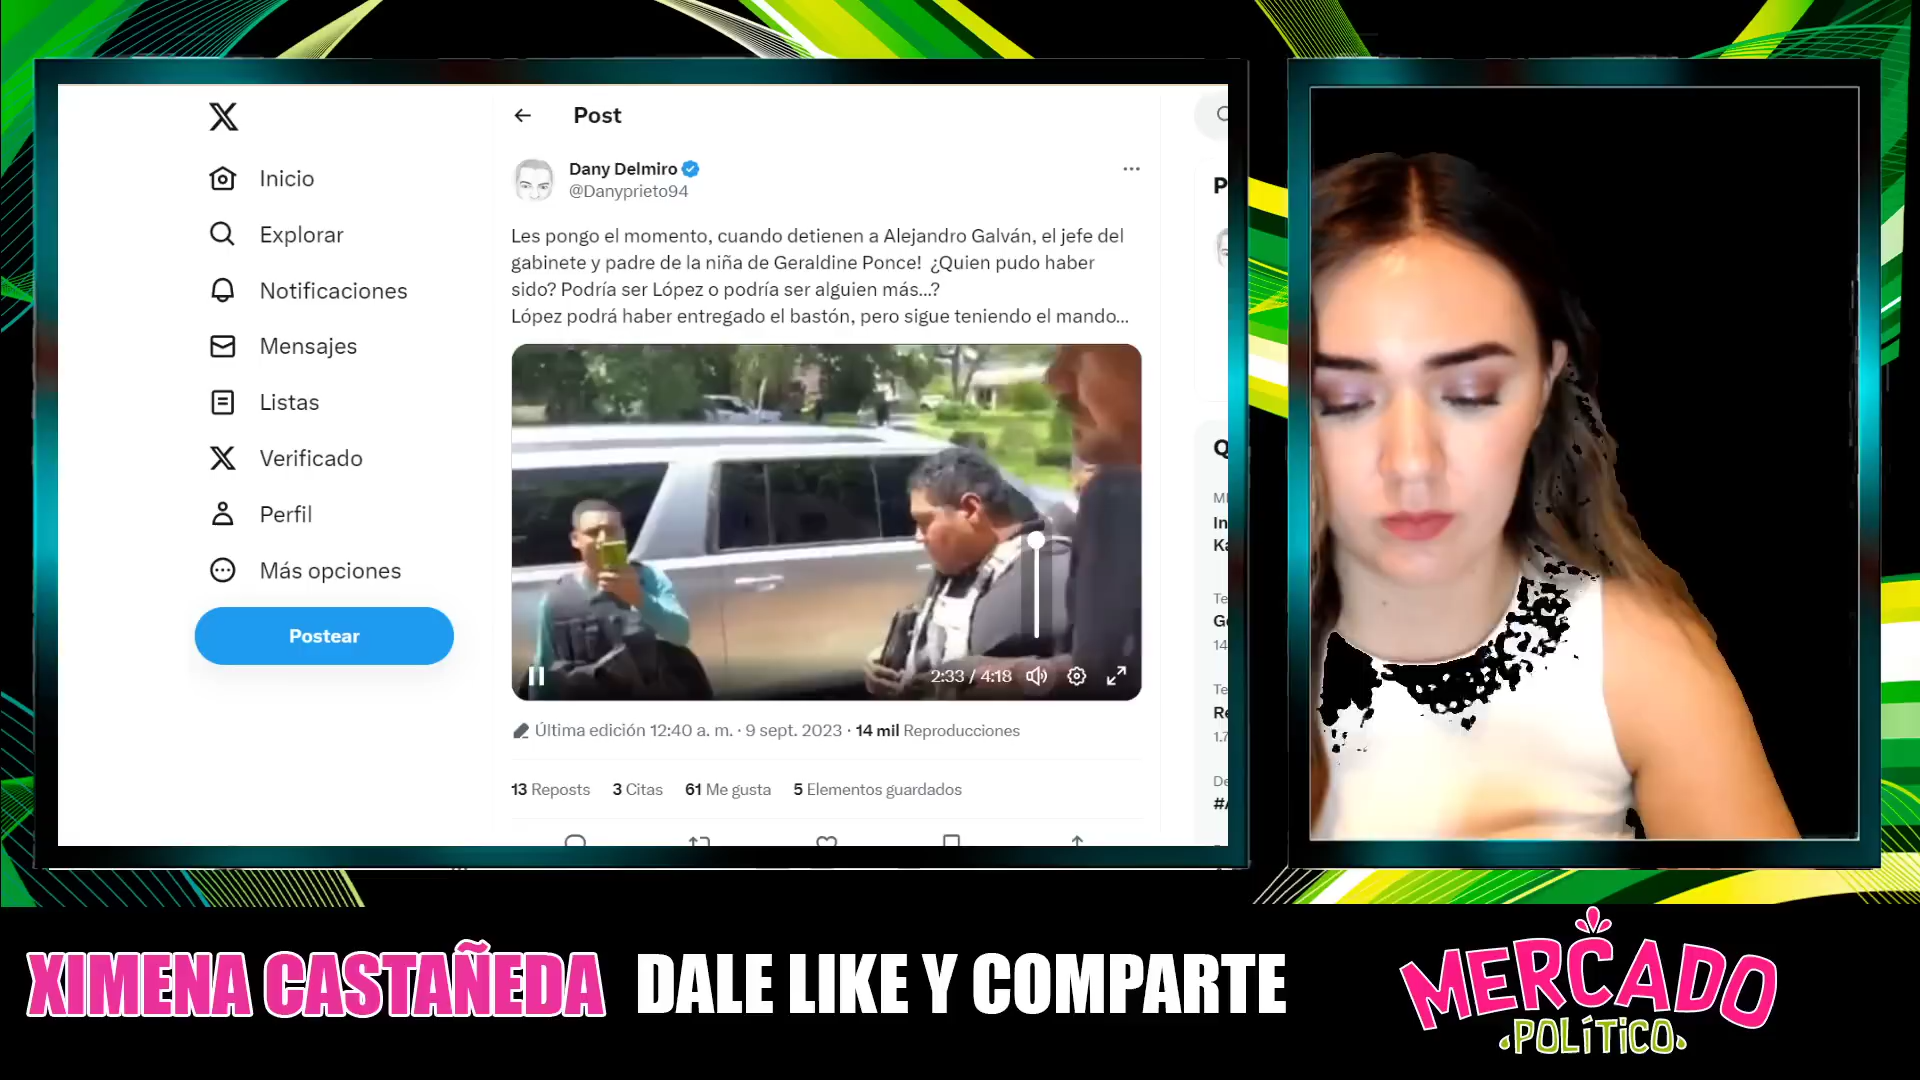 Post
Dany Delmiro
@Danyprieto94
Inicio
Explorar
Notificaciones
Mensajes
Listas
Verificado
Perfil
Más opciones
Postear
Les pongo el momento, cuando detienen a Alejandro Galván, el jefe del
gabinete y padre de la niña de Geraldine Ponce! ¿Quien pudo haber
sido? Podría ser López o podría ser alguien más...?
López podrá haber entregado el bastón, pero sigue teniendo el mando...
2:33 / 4:18
Última edición 12:40 a. m. · 9 sept. 2023 · 14 mil Reproducciones
13 Reposts 3 Citas 61 Me gusta 5 Elementos guardados
XIMENA CASTAÑEDA DALE LIKE Y COMPARTE
MERCADO
POLÍTICO